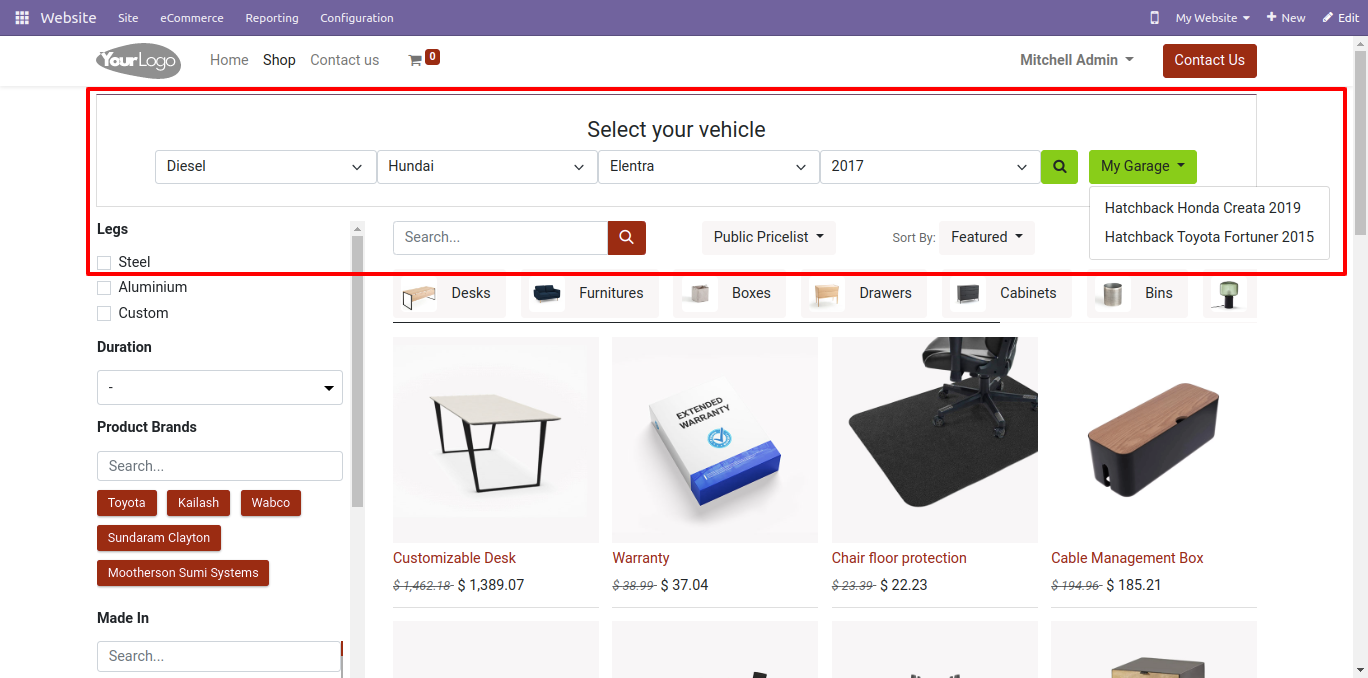 Website Site eCommerce Reporting Configuration My Website New Edit
YourLogo Home Shop Contact us 0 Mitchell Admin Contact Us
Select your vehicle
Diesel Hundai Elentra 2017 My Garage
Hatchback Honda Creata 2019
Hatchback Toyota Fortuner 2015
Legs
Steel
Aluminium
Custom
Duration
-
Product Brands
Search...
Toyota Kailash Wabco
Sundaram Clayton
Mootherson Sumi Systems
Made In
Search...
Search... Public Pricelist Sort By: Featured
Desks Furnitures Boxes Drawers Cabinets Bins
EXTENDED
WARRANTY
Customizable Desk Warranty Chair floor protection Cable Management Box
$ 1,462.18 $ 1,389.07 $ 38.99 $ 37.04 $ 23.39 $ 22.23 $ 194.96 $ 185.21